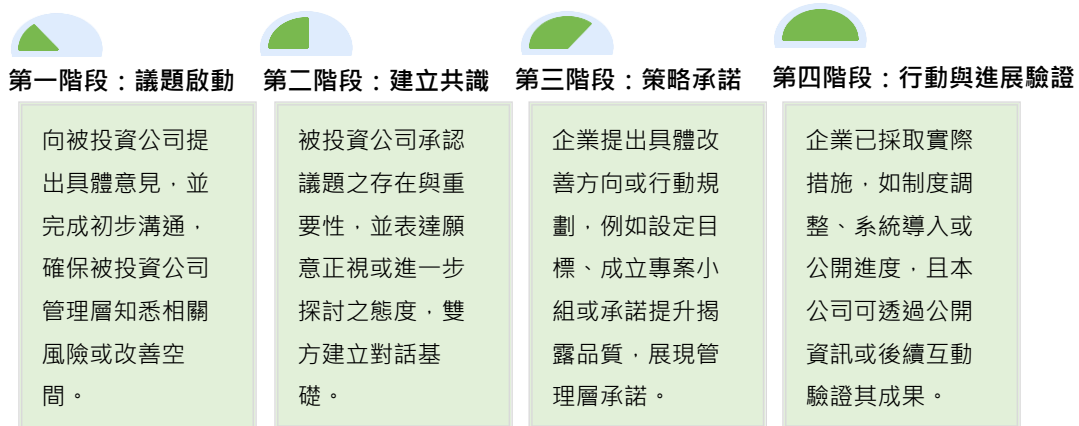 第一階段：議題啟動
向被投資公司提
出具體意見，並
完成初步溝通，
確保被投資公司
管理層知悉相關
風險或改善空
間。
第二階段：建立共識
被投資公司承認
議題之存在與重
要性，並表達願
意正視或進一步
探討之態度，雙
方建立對話基
礎。
第三階段：策略承諾
企業提出具體改
善方向或行動規
劃，例如設定目
標、成立專案小
組或承諾提升揭
露品質，展現管
理層承諾。
第四階段：行動與進展驗證
企業已採取實際
措施，如制度調
整、系統導入或
公開進度，且本
公司可透過公開
資訊或後續互動
驗證其成果。